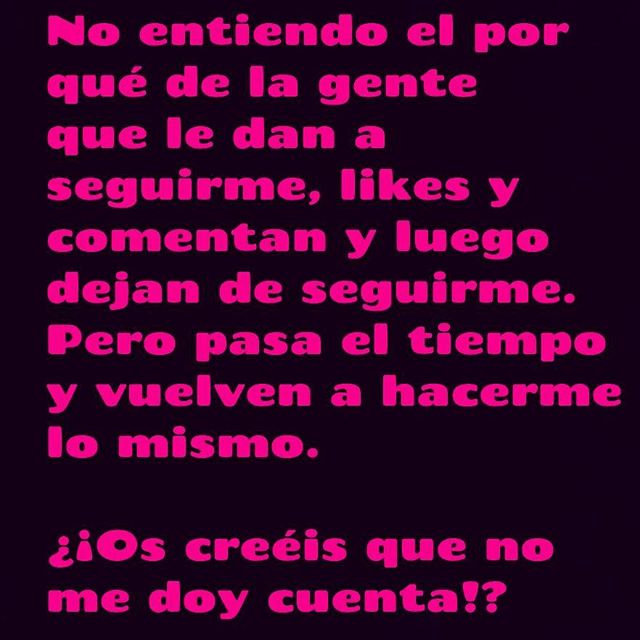 No entiendo el por
qué de la gente
que le dan a
seguirme, likes y
comentan y luego
dejan de seguirme.
Pero pasa el tiempo
y vuelven a hacerme
lo mismo.
¿¡Os creéis que no
me doy cuenta!?